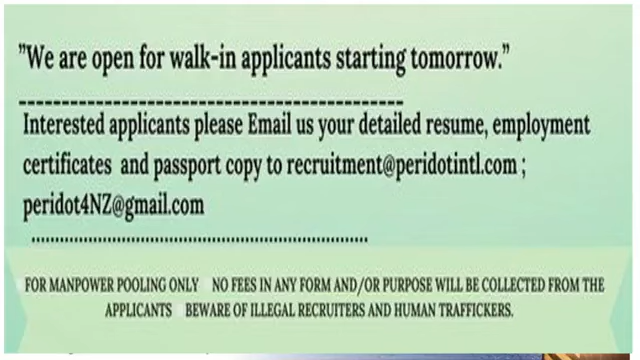 ”We are open for walk-in applicants starting tomorrow.”
---------------------------------------------
Interested applicants please Email us your detailed resume, employment
certificates and passport copy to recruitment@peridotintl.com ;
peridot4NZ@gmail.com
.....................................................................
FOR MANPOWER POOLING ONLY NO FEES IN ANY FORM AND/OR PURPOSE WILL BE COLLECTED FROM THE
APPLICANTS BEWARE OF ILLEGAL RECRUITERS AND HUMAN TRAFFICKERS.